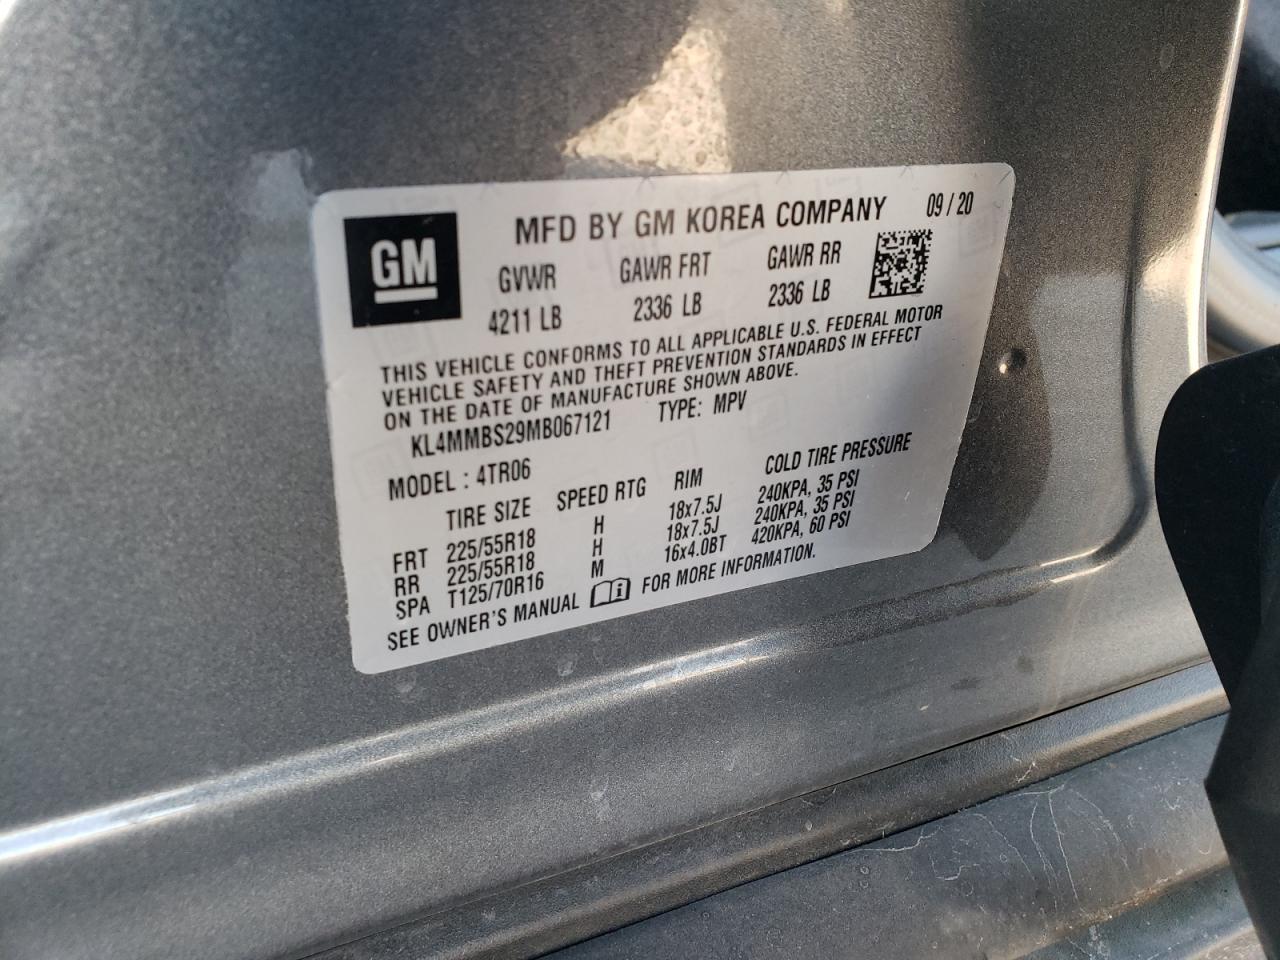 GM
MFD BY GM KOREA COMPANY 09/20
GVWR GAWR FRT GAWR RR
4211 LB 2336 LB 2336 LB
THIS VEHICLE CONFORMS TO ALL APPLICABLE U.S. FEDERAL MOTOR
VEHICLE SAFETY AND THEFT PREVENTION STANDARDS IN EFFECT
ON THE DATE OF MANUFACTURE SHOWN ABOVE.
KL4MMBS29MB067121 TYPE: MPV
MODEL : 4TR06
TIRE SIZE SPEED RTG RIM COLD TIRE PRESSURE
FRT 225/55R18 H 18x7.5J 240KPA, 35 PSI
RR 225/55R18 H 18x7.5J 240KPA, 35 PSI
SPA T125/70R16 M 16x4.0BT 420KPA, 60 PSI
SEE OWNER'S MANUAL i FOR MORE INFORMATION.